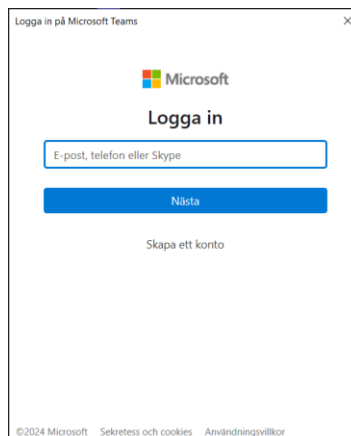 Logga in på Microsoft Teams
Microsoft
Logga in
E-post, telefon eller Skype
Nästa
Skapa ett konto
©2024 Microsoft Sekretess och cookies Användningsvillkor